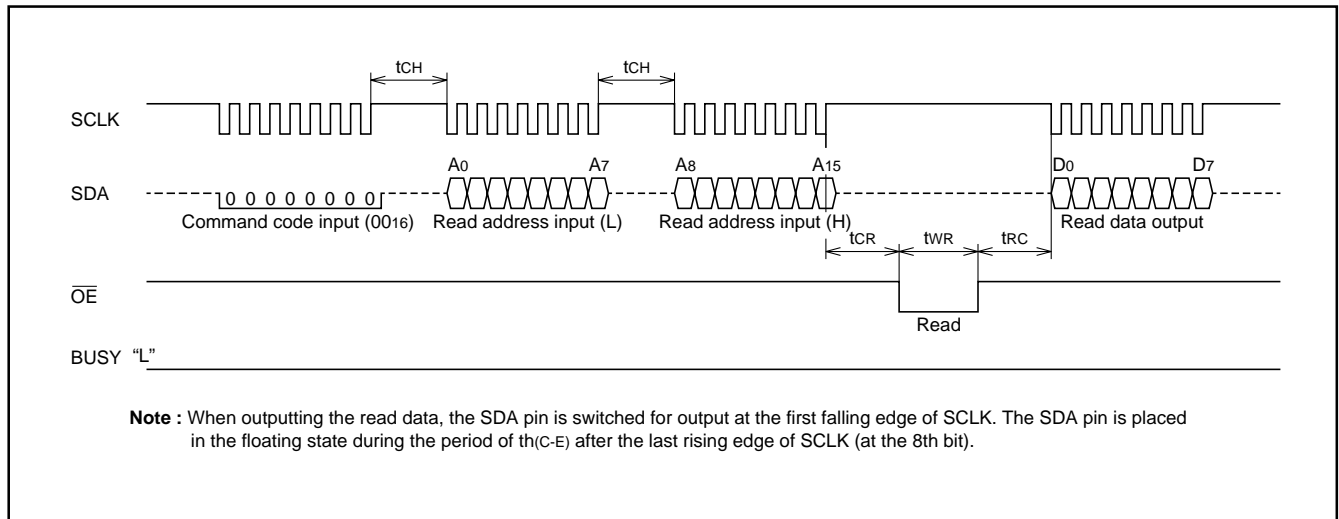 tCH tCH
SCLK
A0 A7 A8 A15 D0 D7
SDA
0 0 0 0 0 0 0 0
Command code input (0016) Read address input (L) Read address input (H) Read data output
tCR tWR tRC
OE
Read
BUSY “L”
Note : When outputting the read data, the SDA pin is switched for output at the first falling edge of SCLK. The SDA pin is placed
in the floating state during the period of th(C-E) after the last rising edge of SCLK (at the 8th bit).